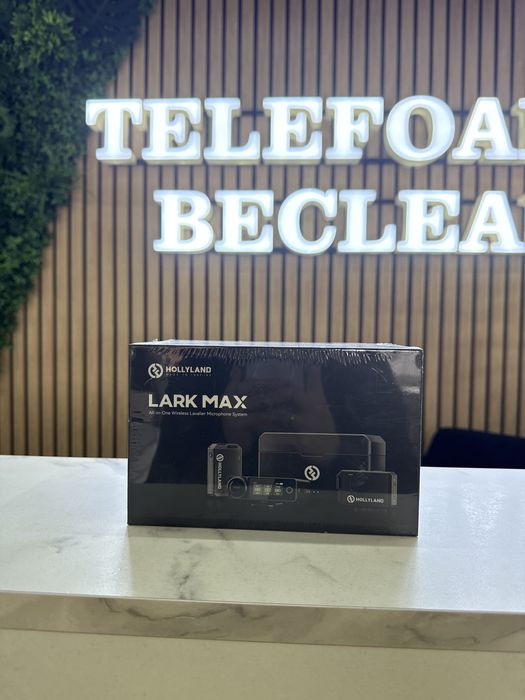 TELEFOA
BECLEA
HOLLYLAND
LARK MAX
All-in-One Wireless Lavalier Microphone System
HOLLYLAND
HOLLYLAND